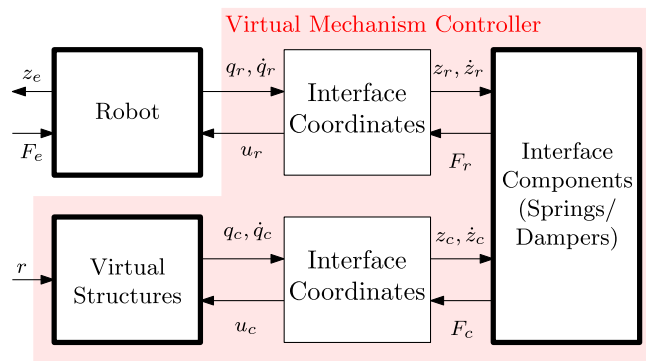 Virtual Mechanism Controller
z_e
F_e
Robot
q_r, q̇_r
u_r
Interface
Coordinates
z_r, ż_r
F_r
Interface
Components
(Springs/
Dampers)
r
Virtual
Structures
q_c, q̇_c
u_c
Interface
Coordinates
z_c, ż_c
F_c